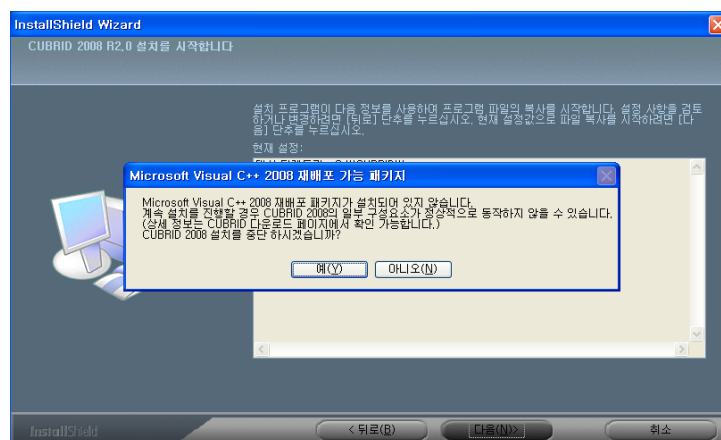 InstallShield Wizard
CUBRID 2008 R2.0 설치를 시작합니다
설치 프로그램이 다음 정보를 사용하여 프로그램 파일의 복사를 시작합니다. 설정 사항을 검토
하거나 변경하려면 [뒤로] 단추를 누르십시오. 현재 설정값으로 파일 복사를 시작하려면 [다
음] 단추를 누르십시오.
현재 설정:
Microsoft Visual C++ 2008 재배포 가능 패키지
Microsoft Visual C++ 2008 재배포 패키지가 설치되어 있지 않습니다.
계속 설치를 진행할 경우 CUBRID 2008의 일부 구성요소가 정상적으로 동작하지 않을 수 있습니다.
(상세 정보는 CUBRID 다운로드 페이지에서 확인 가능합니다.)
CUBRID 2008 설치를 중단 하시겠습니까?
예(Y) 아니오(N)
InstallShield
< 뒤로(B) 다음(N)> 취소